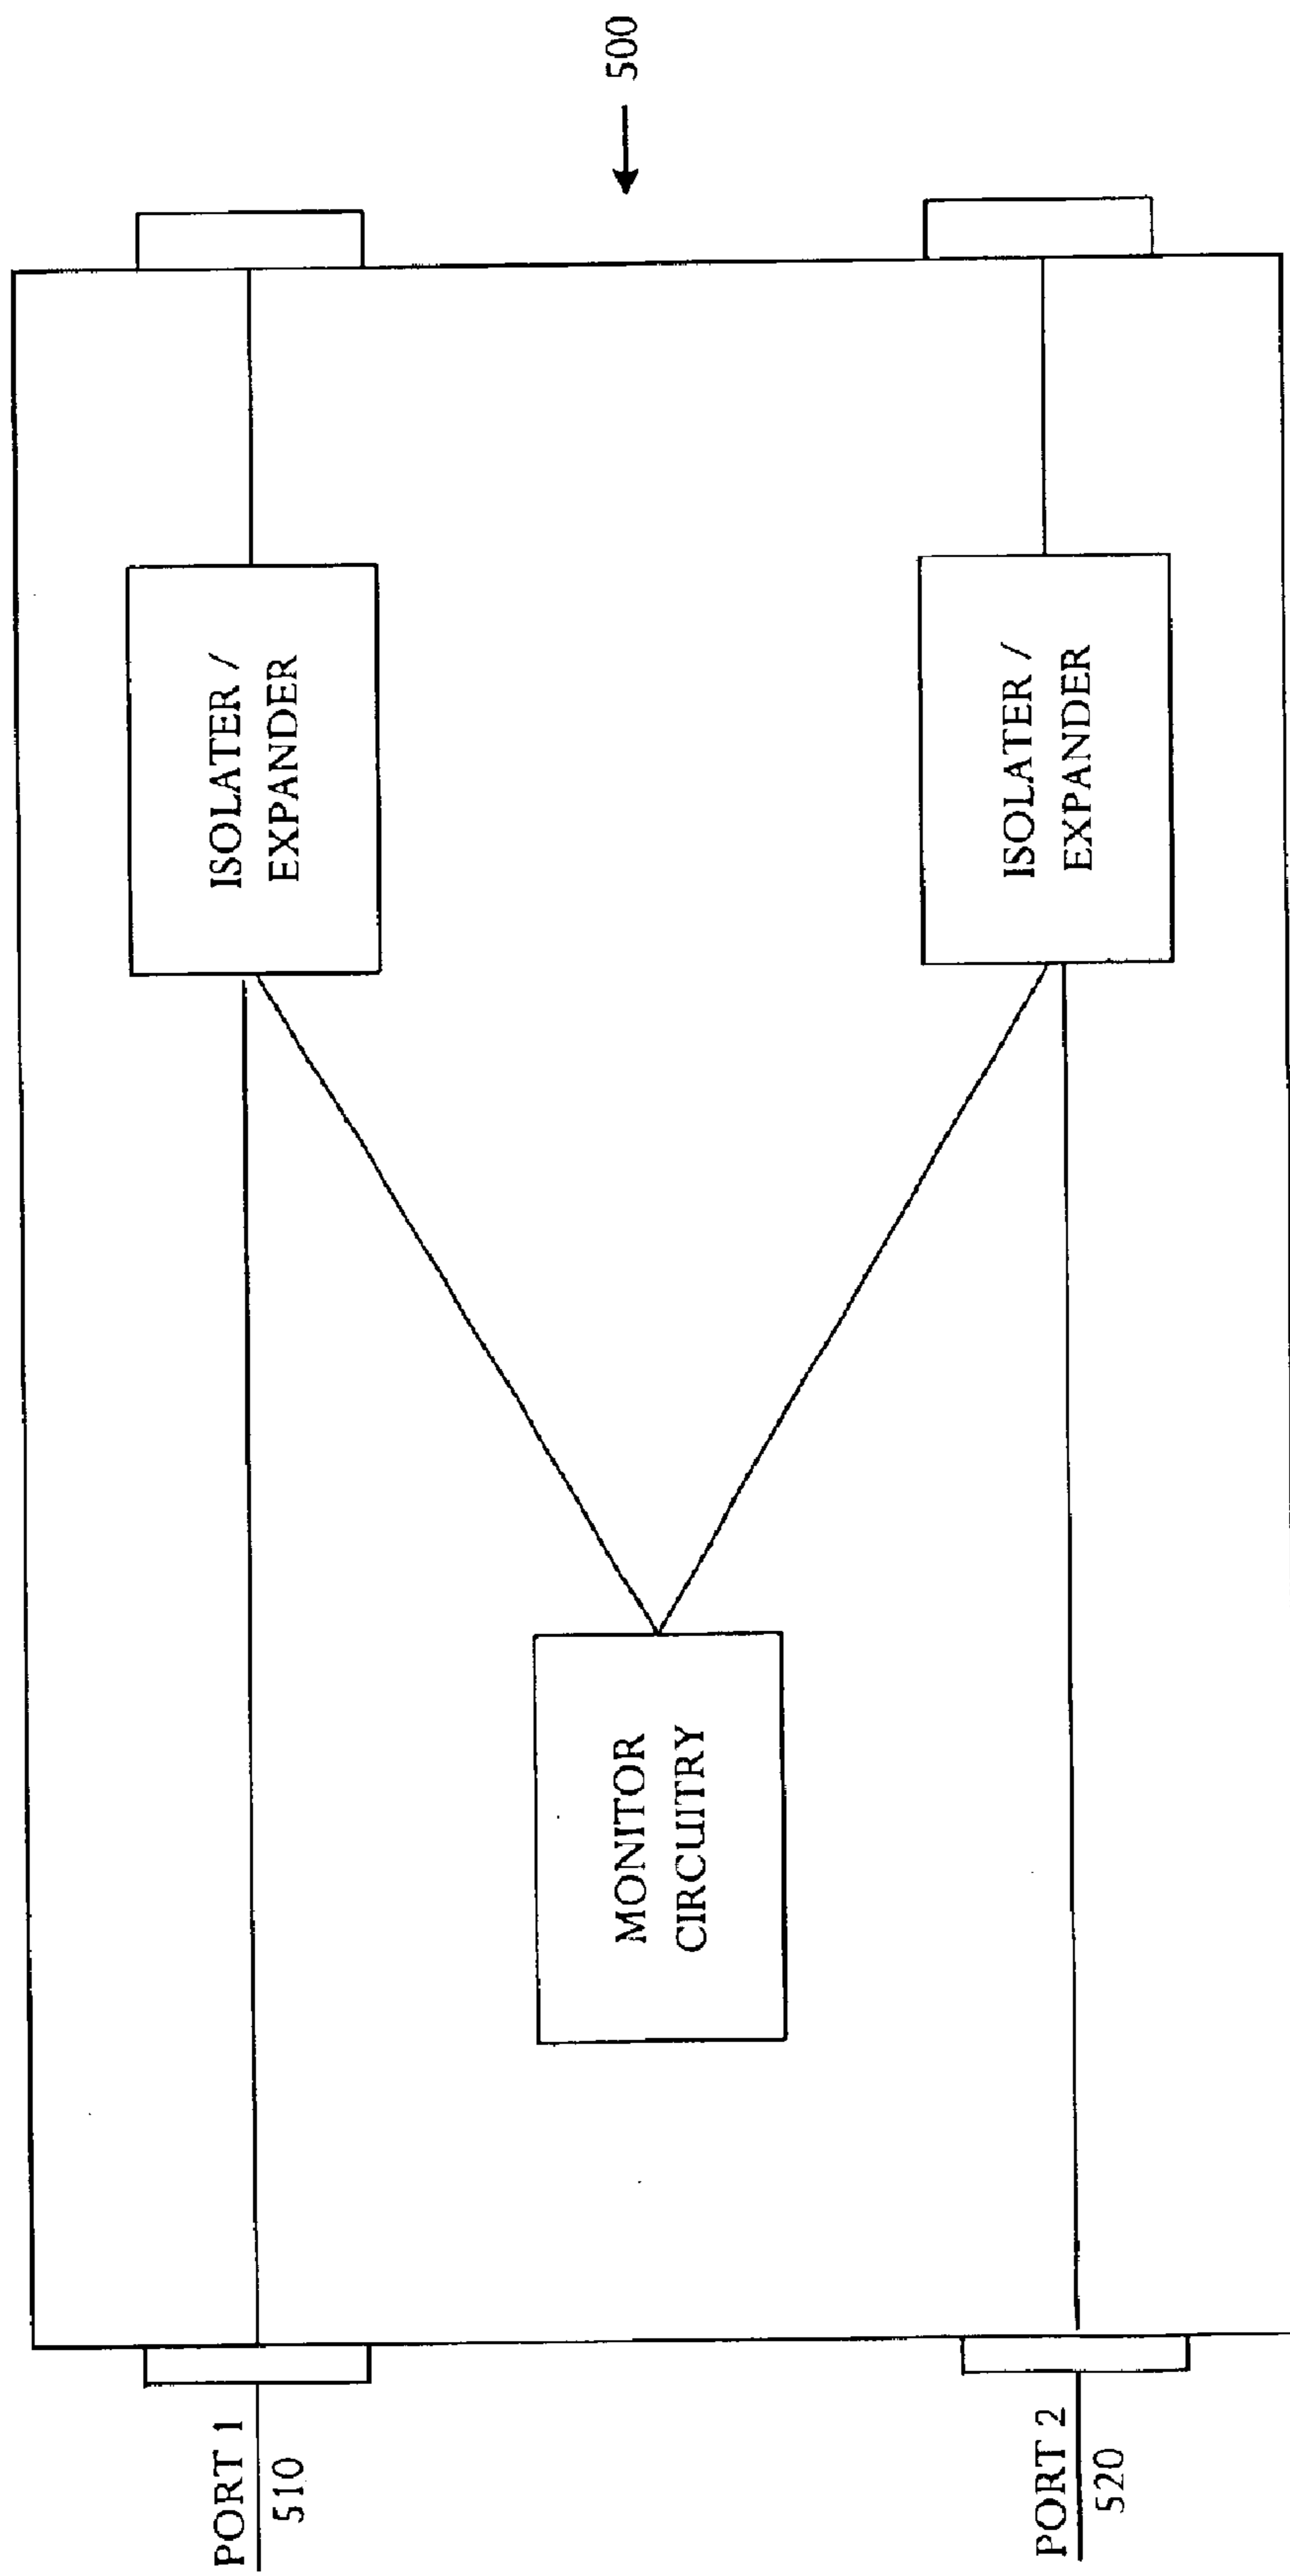 PORT 1
510
ISOLATER /
EXPANDER
MONITOR
CIRCUITRY
500
PORT 2
520
ISOLATER /
EXPANDER